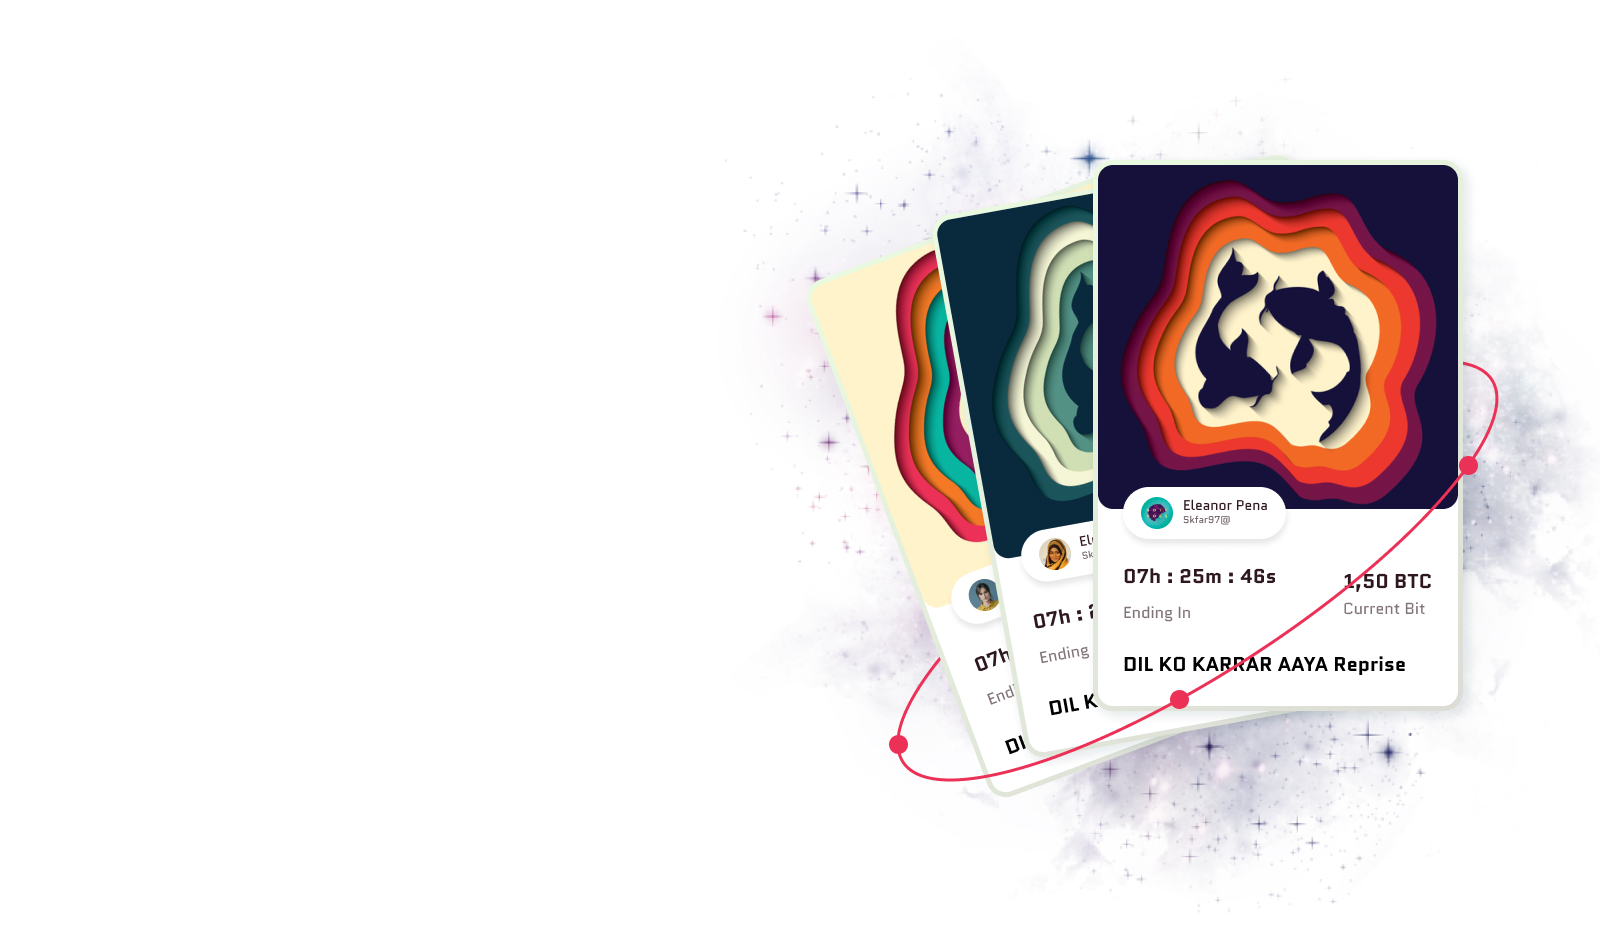 Eleanor Pena
Skfar97@
07h : 25m : 46s
1,50 BTC
Ending In
Current Bit
DIL KO KARRAR AAYA Reprise
07h :
Ending
DIL
07h